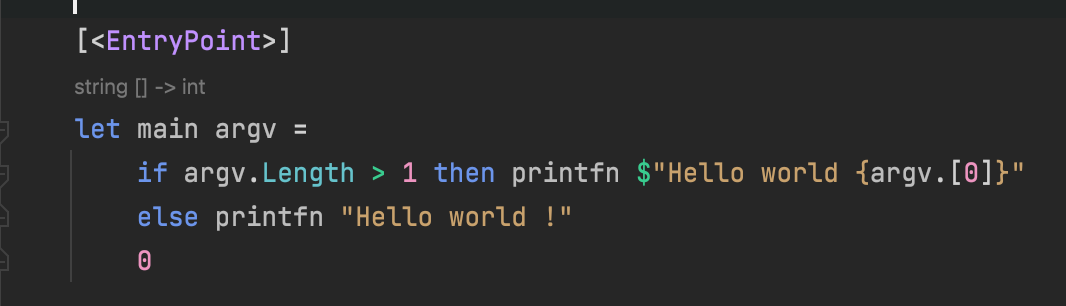 [<EntryPoint>]
string [] -> int
let main argv =
    if argv.Length > 1 then printfn $"Hello world {argv.[0]}"
    else printfn "Hello world !"
    0